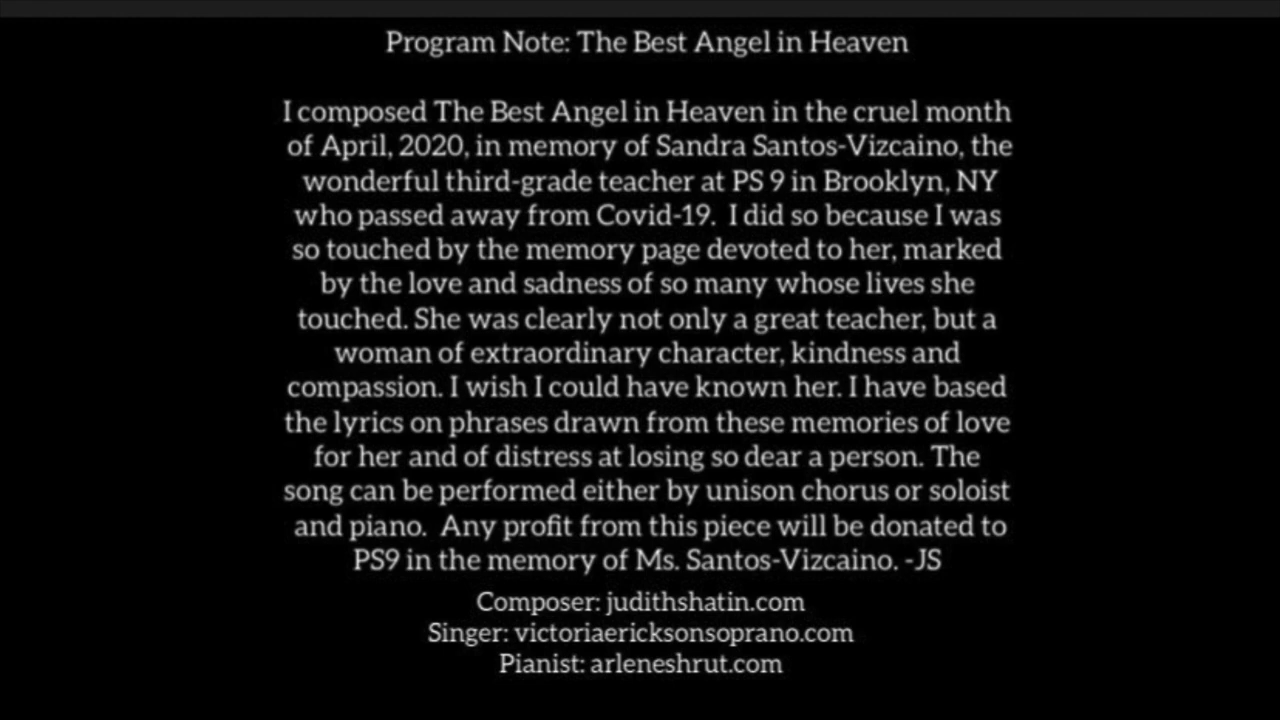 Program Note: The Best Angel in Heaven
I composed The Best Angel in Heaven in the cruel month
of April, 2020, in memory of Sandra Santos-Vizcaino, the
wonderful third-grade teacher at PS 9 in Brooklyn, NY
who passed away from Covid-19.  I did so because I was
so touched by the memory page devoted to her, marked
by the love and sadness of so many whose lives she
touched. She was clearly not only a great teacher, but a
woman of extraordinary character, kindness and
compassion. I wish I could have known her. I have based
the lyrics on phrases drawn from these memories of love
for her and of distress at losing so dear a person. The
song can be performed either by unison chorus or soloist
and piano.  Any profit from this piece will be donated to
PS9 in the memory of Ms. Santos-Vizcaino. -JS
Composer: judithshatin.com
Singer: victoriaericksonsoprano.com
Pianist: arleneshrut.com